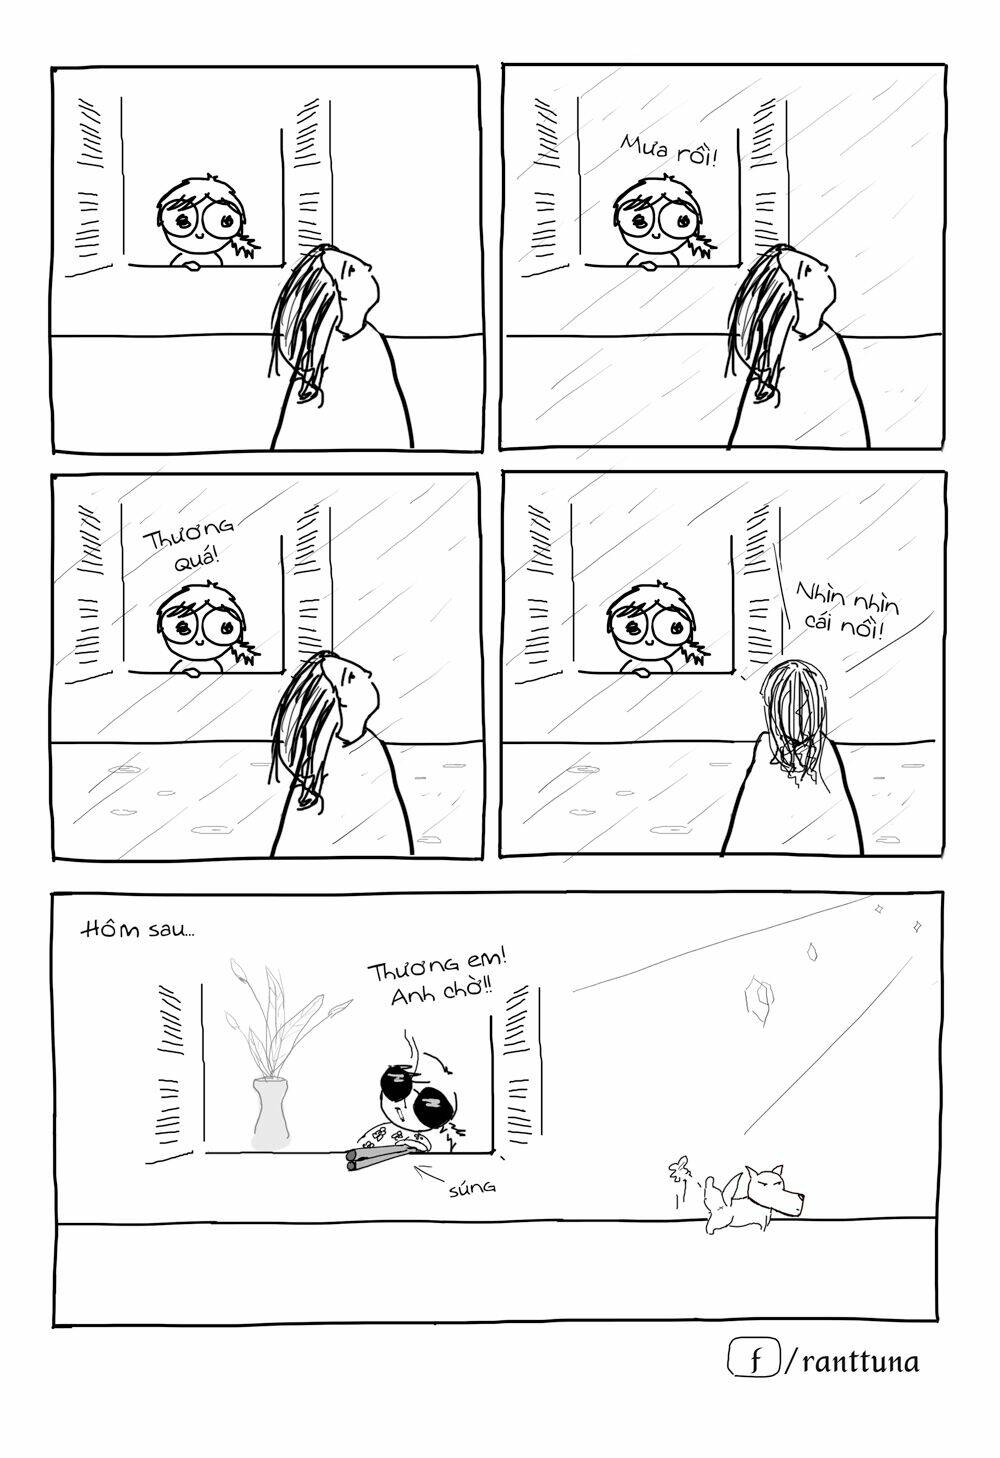 Mưa rồi!
Thương
quá!
Nhìn nhìn
cái nồi!
Hôm sau...
Thương em!
Anh chờ!!
súng
f/ranttuna